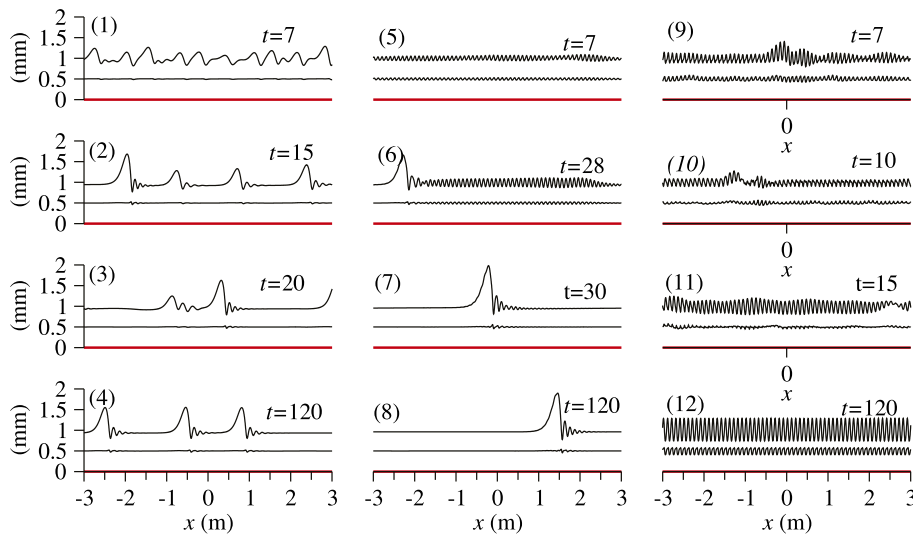 2 (1) (5) (9)
(mm) 1.5 t=7 t=7 t=7
1
0.5
0
0
x
2 (2) (6) (10)
(mm) 1.5 t=15 t=28 t=10
1
0.5
0
0
x
2 (3) (7) (11)
(mm) 1.5 t=20 t=30 t=15
1
0.5
0
0
x
2 (4) (8) (12)
(mm) 1.5 t=120 t=120 t=120
1
0.5
0
-3 -2 -1 0 1 2 3 -3 -2 -1 0 1 2 3 -3 -2 -1 0 1 2 3
x (m) x (m) x (m)